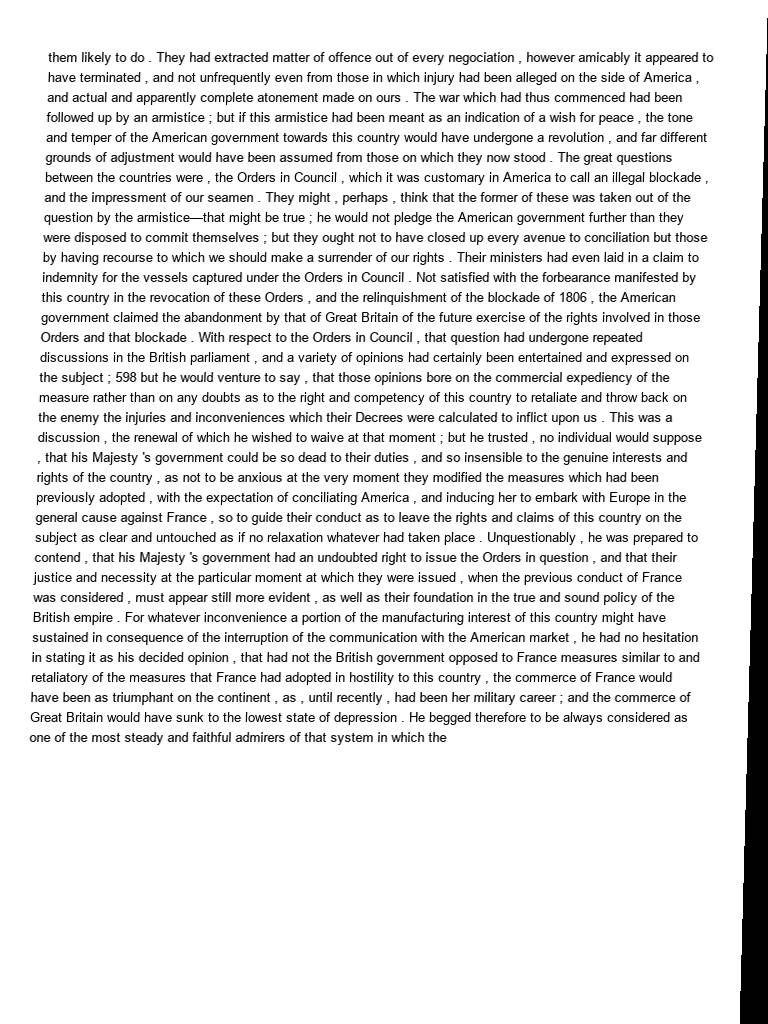 them likely to do . They had extracted matter of offence out of every negociation , however amicably it appeared to
have terminated , and not unfrequently even from those in which injury had been alleged on the side of America ,
and actual and apparently complete atonement made on ours . The war which had thus commenced had been
followed up by an armistice ; but if this armistice had been meant as an indication of a wish for peace , the tone
and temper of the American government towards this country would have undergone a revolution , and far different
grounds of adjustment would have been assumed from those on which they now stood . The great questions
between the countries were , the Orders in Council , which it was customary in America to call an illegal blockade ,
and the impressment of our seamen . They might , perhaps , think that the former of these was taken out of the
question by the armistice—that might be true ; he would not pledge the American government further than they
were disposed to commit themselves ; but they ought not to have closed up every avenue to conciliation but those
by having recourse to which we should make a surrender of our rights . Their ministers had even laid in a claim to
indemnity for the vessels captured under the Orders in Council . Not satisfied with the forbearance manifested by
this country in the revocation of these Orders , and the relinquishment of the blockade of 1806 , the American
government claimed the abandonment by that of Great Britain of the future exercise of the rights involved in those
Orders and that blockade . With respect to the Orders in Council , that question had undergone repeated
discussions in the British parliament , and a variety of opinions had certainly been entertained and expressed on
the subject ; 598 but he would venture to say , that those opinions bore on the commercial expediency of the
measure rather than on any doubts as to the right and competency of this country to retaliate and throw back on
the enemy the injuries and inconveniences which their Decrees were calculated to inflict upon us . This was a
discussion , the renewal of which he wished to waive at that moment ; but he trusted , no individual would suppose
, that his Majesty 's government could be so dead to their duties , and so insensible to the genuine interests and
rights of the country , as not to be anxious at the very moment they modified the measures which had been
previously adopted , with the expectation of conciliating America , and inducing her to embark with Europe in the
general cause against France , so to guide their conduct as to leave the rights and claims of this country on the
subject as clear and untouched as if no relaxation whatever had taken place . Unquestionably , he was prepared to
contend , that his Majesty 's government had an undoubted right to issue the Orders in question , and that their
justice and necessity at the particular moment at which they were issued , when the previous conduct of France
was considered , must appear still more evident , as well as their foundation in the true and sound policy of the
British empire . For whatever inconvenience a portion of the manufacturing interest of this country might have
sustained in consequence of the interruption of the communication with the American market , he had no hesitation
in stating it as his decided opinion , that had not the British government opposed to France measures similar to and
retaliatory of the measures that France had adopted in hostility to this country , the commerce of France would
have been as triumphant on the continent , as , until recently , had been her military career ; and the commerce of
Great Britain would have sunk to the lowest state of depression . He begged therefore to be always considered as
one of the most steady and faithful admirers of that system in which the